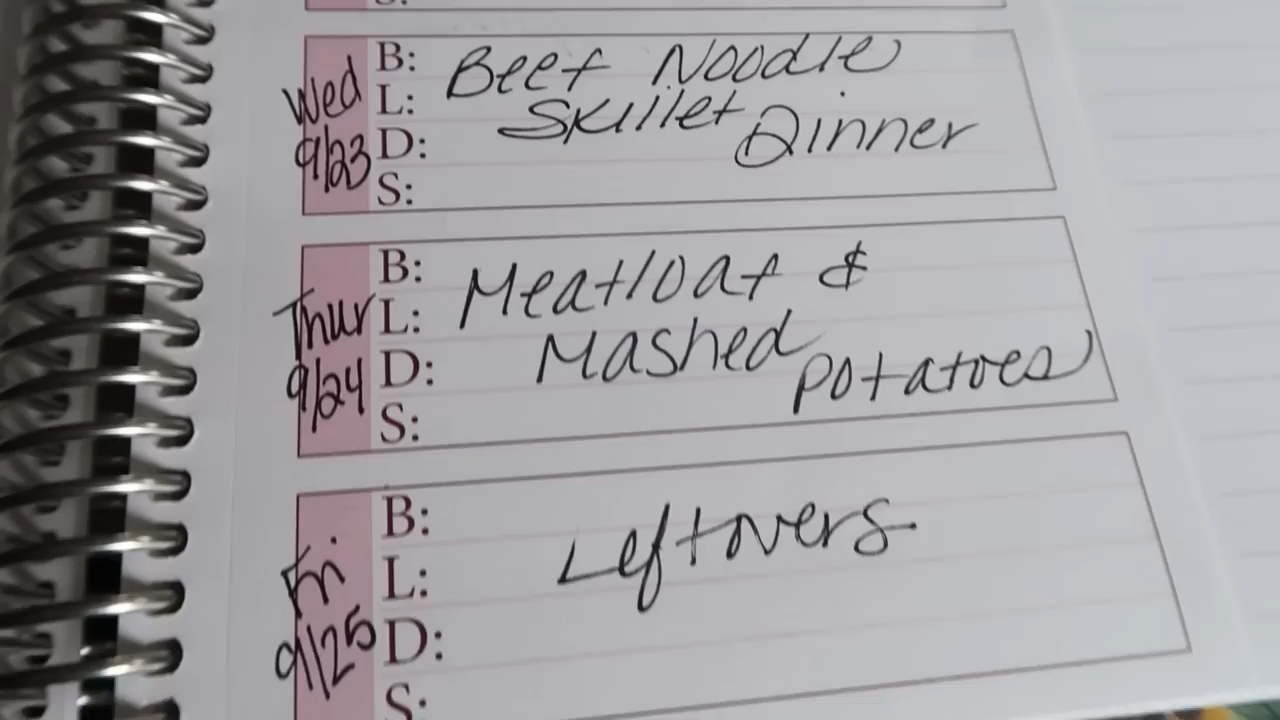 S:
Wed
9/23
B:
L:
D:
S:
Beef Noodle
Skillet Dinner
Thur
9/24
B:
L:
D:
S:
Meatloaf &
Mashed potatoes
Fri
9/25
B:
L:
D:
S:
Leftovers